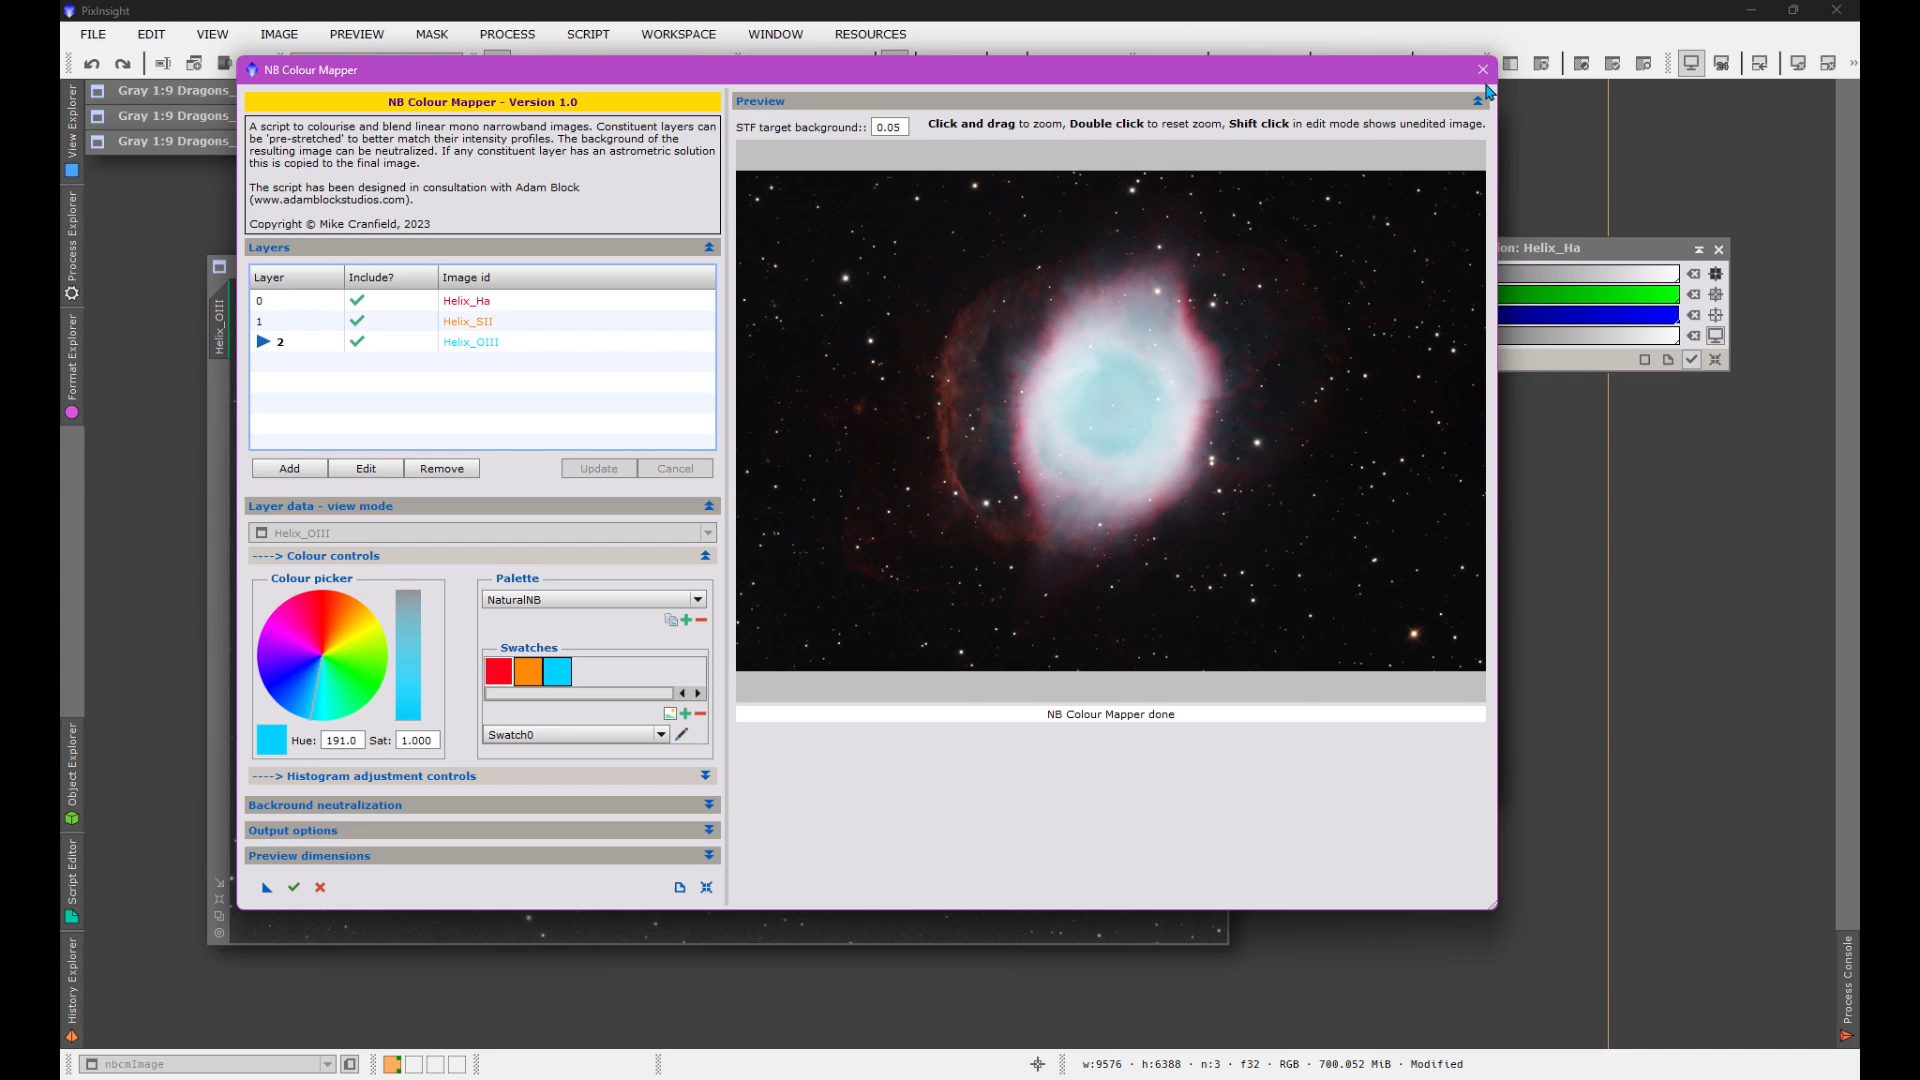 PixInsight
FILE EDIT VIEW IMAGE PREVIEW MASK PROCESS SCRIPT WORKSPACE WINDOW RESOURCES
NB Colour Mapper
Gray 1:9 Dragons_
Gray 1:9 Dragons_
Gray 1:9 Dragons_
View Explorer
Process Explorer
Format Explorer
Object Explorer
Script Editor
History Explorer
Helix_OIII
NB Colour Mapper - Version 1.0
A script to colourise and blend linear mono narrowband images. Constituent layers can
be 'pre-stretched' to better match their intensity profiles. The background of the
resulting image can be neutralized. If any constituent layer has an astrometric solution
this is copied to the final image.
The script has been designed in consultation with Adam Block
(www.adamblockstudios.com).
Copyright © Mike Cranfield, 2023
Layers
Layer Include? Image id
0 Helix_Ha
1 Helix_SII
2 Helix_OIII
Add Edit Remove Update Cancel
Layer data - view mode
Helix_OIII
----> Colour controls
Colour picker
Hue: 191.0 Sat: 1.000
Palette
NaturalNB
Swatches
Swatch0
----> Histogram adjustment controls
Backround neutralization
Output options
Preview dimensions
Preview
STF target background:: 0.05 Click and drag to zoom, Double click to reset zoom, Shift click in edit mode shows unedited image.
NB Colour Mapper done
ion: Helix_Ha
Process Console
nbcmImage
w:9576 · h:6388 · n:3 · f32 · RGB · 700.052 MiB · Modified